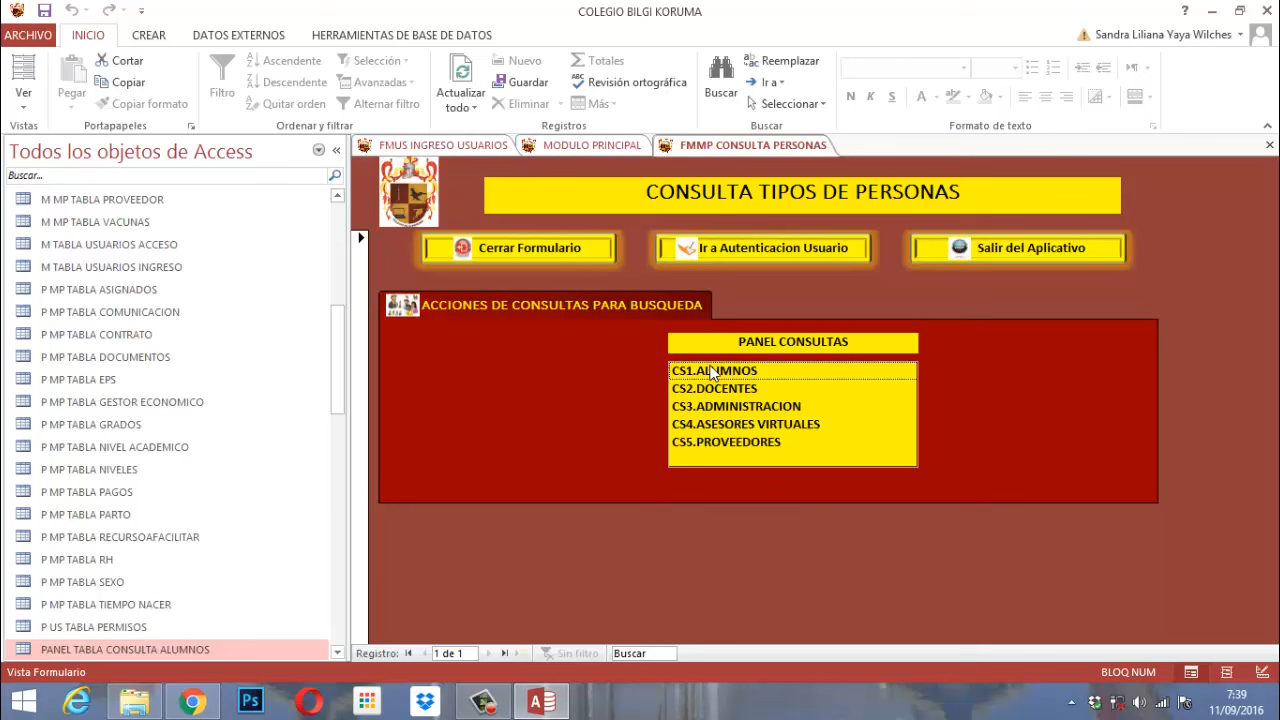 COLEGIO BILGI KORUMA
ARCHIVO INICIO CREAR DATOS EXTERNOS HERRAMIENTAS DE BASE DE DATOS
Sandra Liliana Yaya Wilches
Ver
Vistas
Pegar
Cortar
Copiar
Copiar formato
Portapapeles
Filtro
Ascendente
Descendente
Quitar orden
Selección
Avanzadas
Alternar filtro
Ordenar y filtrar
Actualizar todo
Nuevo
Guardar
Eliminar
Totales
Revisión ortográfica
Más
Registros
Buscar
Reemplazar
Ir a
Seleccionar
Buscar
N K S A
Formato de texto
Todos los objetos de Access
Buscar...
M MP TABLA PROVEEDOR
M MP TABLA VACUNAS
M TABLA USUARIOS ACCESO
M TABLA USUARIOS INGRESO
P MP TABLA ASIGNADOS
P MP TABLA COMUNICACION
P MP TABLA CONTRATO
P MP TABLA DOCUMENTOS
P MP TABLA EPS
P MP TABLA GESTOR ECONOMICO
P MP TABLA GRADOS
P MP TABLA NIVEL ACADEMICO
P MP TABLA NIVELES
P MP TABLA PAGOS
P MP TABLA PARTO
P MP TABLA RECURSOAFACILITAR
P MP TABLA RH
P MP TABLA SEXO
P MP TABLA TIEMPO NACER
P US TABLA PERMISOS
PANEL TABLA CONSULTA ALUMNOS
FMUS INGRESO USUARIOS MODULO PRINCIPAL FMMP CONSULTA PERSONAS
CONSULTA TIPOS DE PERSONAS
Cerrar Formulario Ir a Autenticacion Usuario Salir del Aplicativo
ACCIONES DE CONSULTAS PARA BUSQUEDA
PANEL CONSULTAS
CS1.ALUMNOS
CS2.DOCENTES
CS3.ADMINISTRACION
CS4.ASESORES VIRTUALES
CS5.PROVEEDORES
Registro: 1 de 1 Sin filtro Buscar
Vista Formulario BLOQ NUM
7:39
11/09/2016